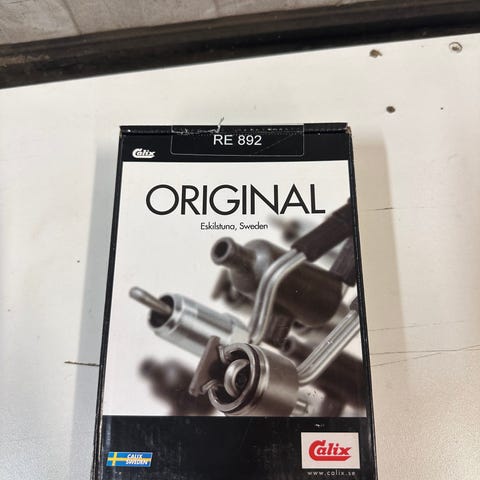 RE 892
Calix
ORIGINAL
Eskilstuna, Sweden
CALIX
SWEDEN
Calix
www.calix.se